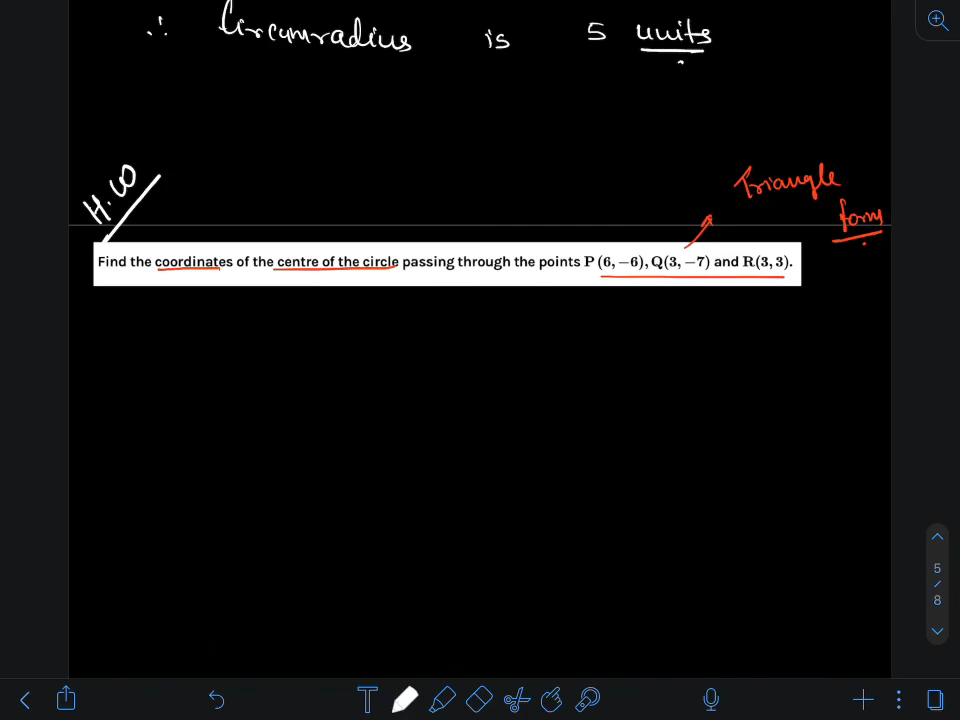 ∴ Circumradius is 5 units
H.W
Triangle
form
Find the coordinates of the centre of the circle passing through the points P (6, −6), Q(3, −7) and R(3, 3).
5
/
8
T